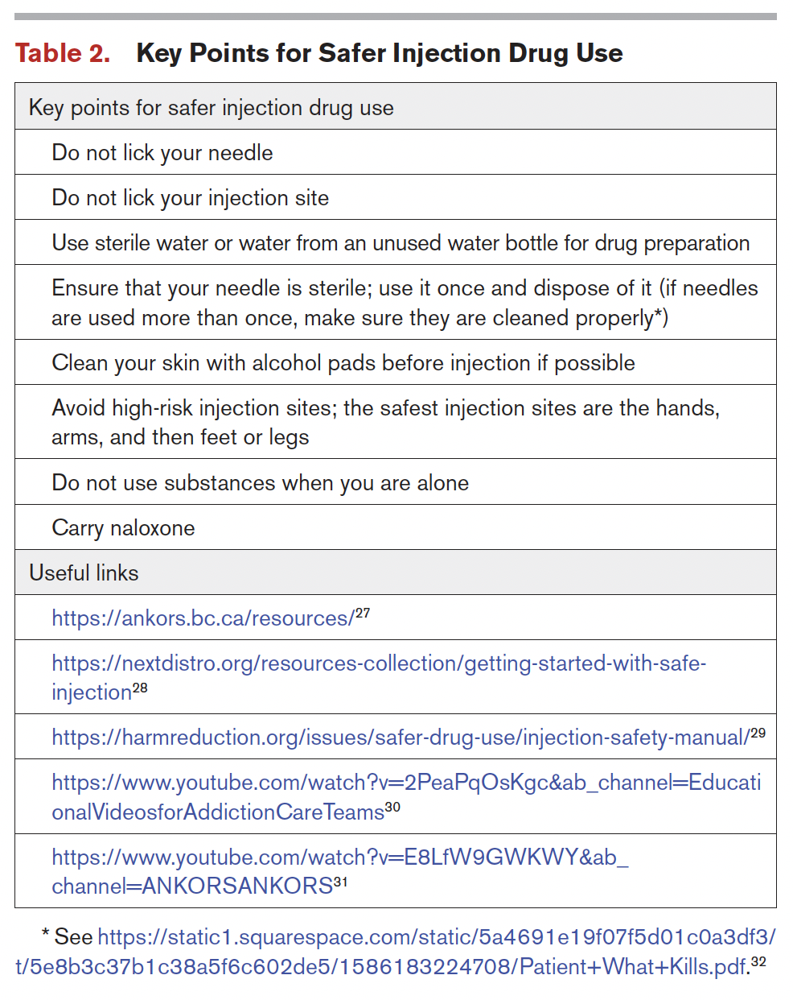 Table 2. Key Points for Safer Injection Drug Use
Key points for safer injection drug use
Do not lick your needle
Do not lick your injection site
Use sterile water or water from an unused water bottle for drug preparation
Ensure that your needle is sterile; use it once and dispose of it (if needles
are used more than once, make sure they are cleaned properly*)
Clean your skin with alcohol pads before injection if possible
Avoid high-risk injection sites; the safest injection sites are the hands,
arms, and then feet or legs
Do not use substances when you are alone
Carry naloxone
Useful links
https://ankors.bc.ca/resources/27
https://nextdistro.org/resources-collection/getting-started-with-safe-
injection28
https://harmreduction.org/issues/safer-drug-use/injection-safety-manual/29
https://www.youtube.com/watch?v=2PeaPqOsKgc&ab_channel=Educati
onalVideosforAddictionCareTeams30
https://www.youtube.com/watch?v=E8LfW9GWKWY&ab_
channel=ANKORSANKORS31
* See https://static1.squarespace.com/static/5a4691e19f07f5d01c0a3df3/
t/5e8b3c37b1c38a5f6c602de5/1586183224708/Patient+What+Kills.pdf.32